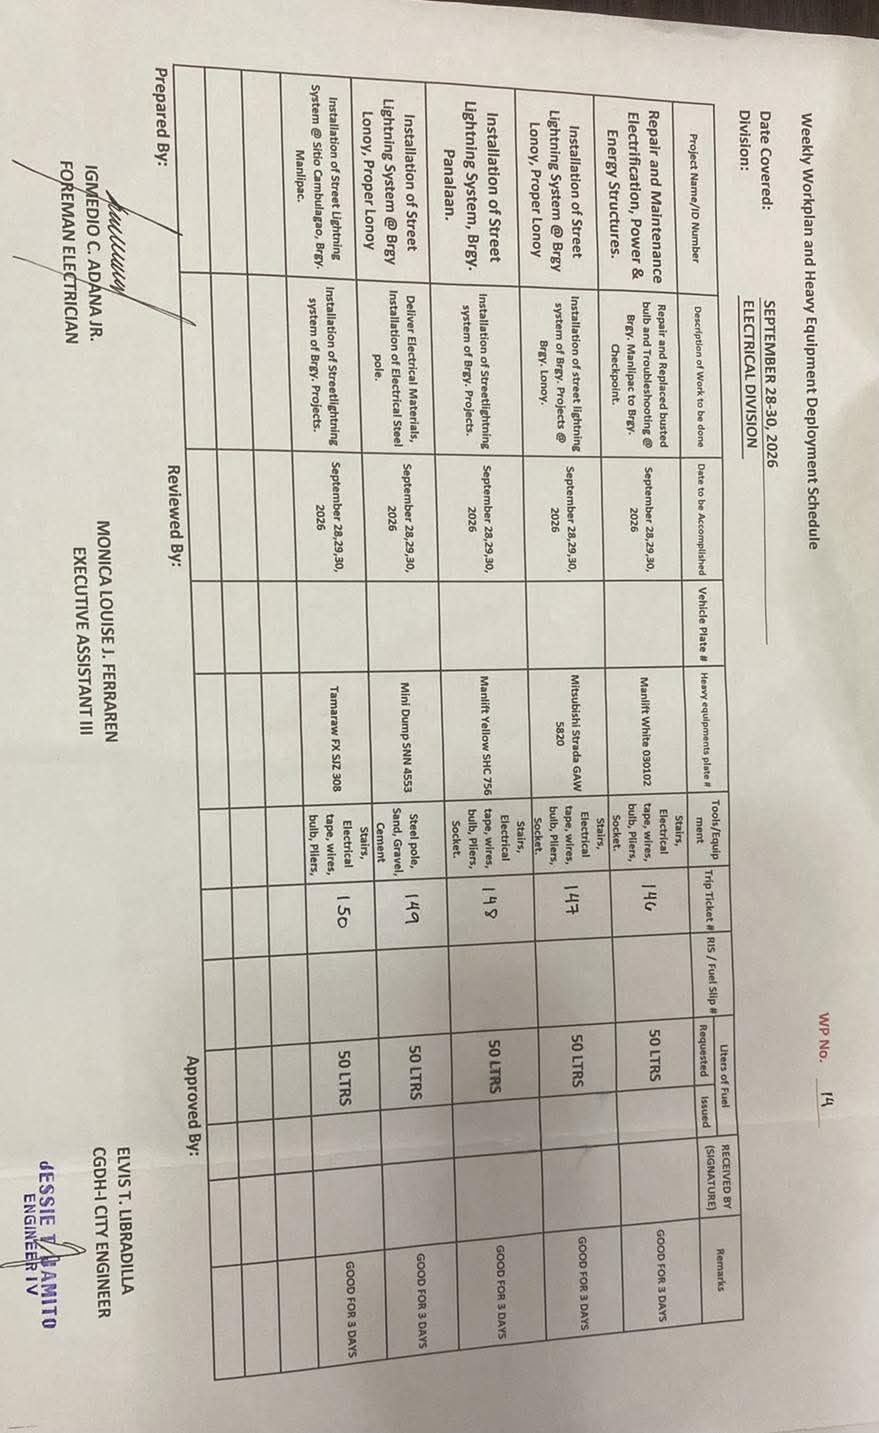 Weekly Workplan and Heavy Equipment Deployment Schedule
WP No. 19
Date Covered: SEPTEMBER 28-30, 2026
Division: ELECTRICAL DIVISION
Project Name/ID Number
Description of Work to be done
Date to be Accomplished
Vehicle Plate #
Heavy equipments plate #
Tools/Equip
ment
Trip Ticket #
RIS / Fuel Slip #
Liters of Fuel
Requested
Issued
RECEIVED BY
(SIGNATURE)
Remarks
Repair and Maintenance
Electrification, Power &
Energy Structures.
Repair and Replaced busted
bulb and Troubleshooting @
Brgy. Manlipac to Brgy.
Checkpoint.
September 28,29,30,
2026
Manlift White 030102
Stairs,
Electrical
tape, wires,
bulb, Pliers,
Socket.
146
50 LTRS
GOOD FOR 3 DAYS
Installation of Street
Lightning System @ Brgy
Lonoy, Proper Lonoy
Installation of street lightning
system of Brgy. Projects @
Brgy. Lonoy.
September 28,29,30,
2026
Mitsubishi Strada GAW
5820
Stairs,
Electrical
tape, wires,
bulb, Pliers,
Socket.
147
50 LTRS
GOOD FOR 3 DAYS
Installation of Street
Lightning System, Brgy.
Panalaan.
Installation of Streetlightning
system of Brgy. Projects.
September 28,29,30,
2026
Manlift Yellow SHC 756
Stairs,
Electrical
tape, wires,
bulb, Pliers,
Socket.
148
50 LTRS
GOOD FOR 3 DAYS
Installation of Street
Lightning System @ Brgy
Lonoy, Proper Lonoy
Deliver Electrical Materials,
Installation of Electrical Steel
pole.
September 28,29,30,
2026
Mini Dump SNN 4553
Steel pole,
Sand, Gravel,
Cement
149
50 LTRS
GOOD FOR 3 DAYS
Installation of Street Lightning
System @ Sitio Cambulagao, Brgy.
Manlipac.
Installation of Streetlightning
system of Brgy. Projects.
September 28,29,30,
2026
Tamaraw FX SJZ 308
Stairs,
Electrical
tape, wires,
bulb, Pliers,
150
50 LTRS
GOOD FOR 3 DAYS
Prepared By:
Reviewed By:
Approved By:
IGMEDIO C. ADANA JR.
FOREMAN ELECTRICIAN
MONICA LOUISE J. FERRAREN
EXECUTIVE ASSISTANT III
ELVIS T. LIBRADILLA
CGDH-I CITY ENGINEER
JESSIE
ENGINEER IV